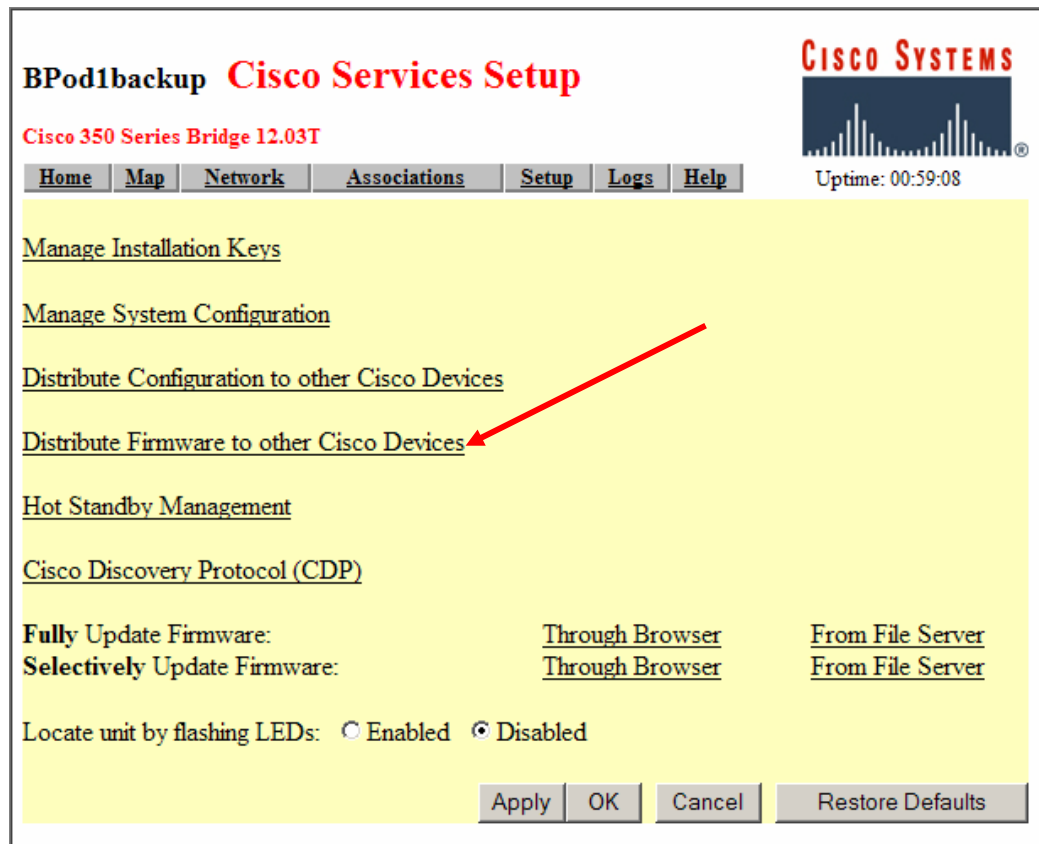 BPod1backup Cisco Services Setup
CISCO SYSTEMS
®
Cisco 350 Series Bridge 12.03T
Home Map Network Associations Setup Logs Help
Uptime: 00:59:08
Manage Installation Keys
Manage System Configuration
Distribute Configuration to other Cisco Devices
Distribute Firmware to other Cisco Devices
Hot Standby Management
Cisco Discovery Protocol (CDP)
Fully Update Firmware: Through Browser From File Server
Selectively Update Firmware: Through Browser From File Server
Locate unit by flashing LEDs: Enabled Disabled
Apply OK Cancel Restore Defaults